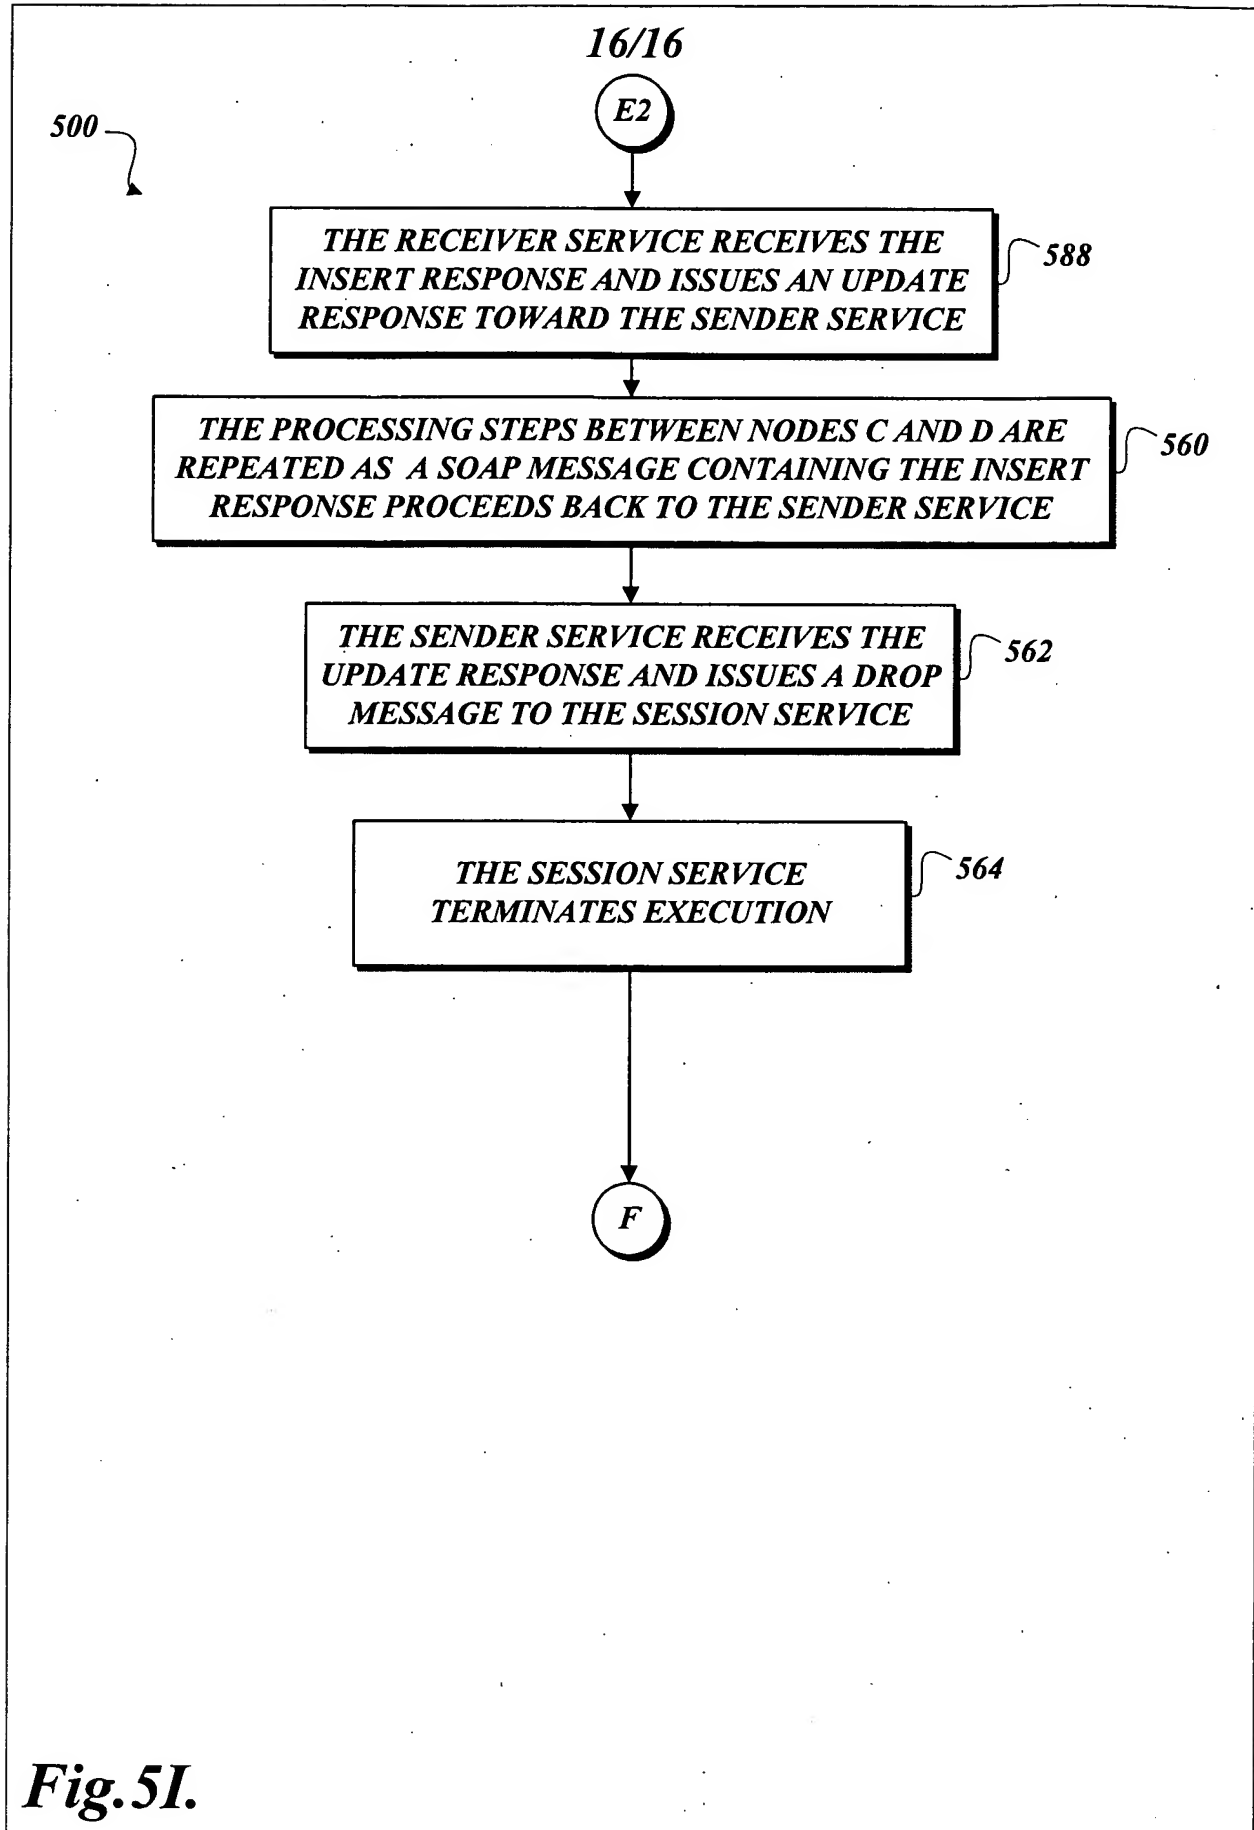 16/16
E2
500
THE RECEIVER SERVICE RECEIVES THE
INSERT RESPONSE AND ISSUES AN UPDATE
RESPONSE TOWARD THE SENDER SERVICE
588
THE PROCESSING STEPS BETWEEN NODES C AND D ARE
REPEATED AS A SOAP MESSAGE CONTAINING THE INSERT
RESPONSE PROCEEDS BACK TO THE SENDER SERVICE
560
THE SENDER SERVICE RECEIVES THE
UPDATE RESPONSE AND ISSUES A DROP
MESSAGE TO THE SESSION SERVICE
562
THE SESSION SERVICE
TERMINATES EXECUTION
564
F
Fig.5I.